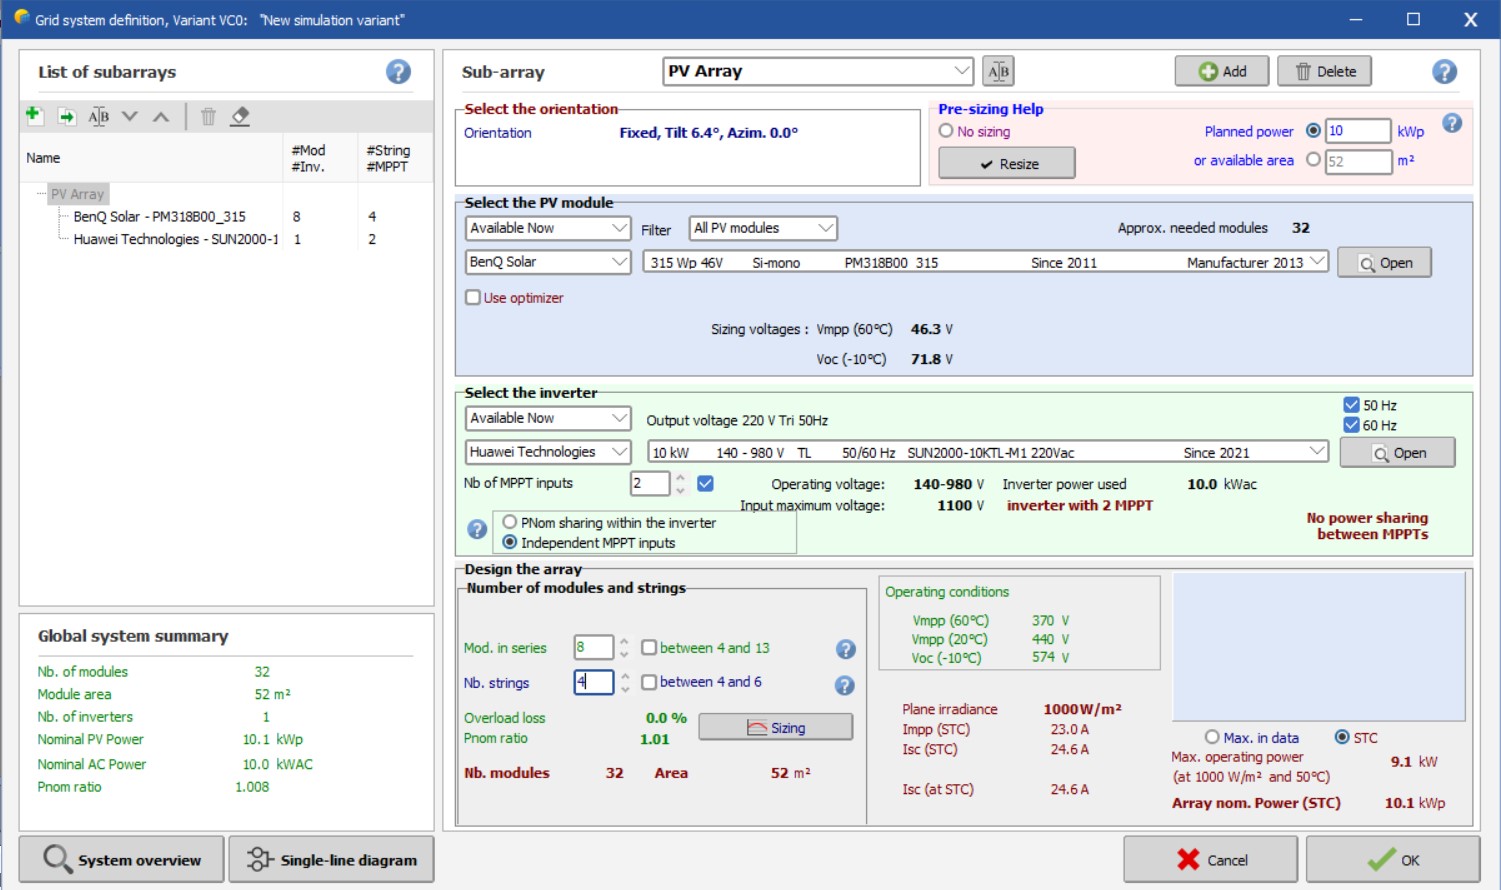 Grid system definition, Variant VC0:   "New simulation variant"
List of subarrays
Name
#Mod
#Inv.
#String
#MPPT
PV Array
BenQ Solar - PM318B00_315 8 4
Huawei Technologies - SUN2000-1 1 2
Global system summary
Nb. of modules 32
Module area 52 m²
Nb. of inverters 1
Nominal PV Power 10.1 kWp
Nominal AC Power 10.0 kWAC
Pnom ratio 1.008
System overview
Single-line diagram
Sub-array
PV Array
A B
Add
Delete
Select the orientation
Orientation Fixed, Tilt 6.4°, Azim. 0.0°
Pre-sizing Help
No sizing
Planned power 10 kWp
Resize
or available area 52 m²
Select the PV module
Available Now Filter All PV modules Approx. needed modules 32
BenQ Solar 315 Wp 46V Si-mono PM318B00 315 Since 2011 Manufacturer 2013 Open
Use optimizer
Sizing voltages : Vmpp (60°C) 46.3 V
Voc (-10°C) 71.8 V
Select the inverter
Available Now Output voltage 220 V Tri 50Hz
50 Hz
60 Hz
Huawei Technologies 10 kW 140 - 980 V TL 50/60 Hz SUN2000-10KTL-M1 220Vac Since 2021 Open
Nb of MPPT inputs 2 Operating voltage: 140-980 V Inverter power used 10.0 kWac
Input maximum voltage: 1100 V inverter with 2 MPPT
PNom sharing within the inverter
Independent MPPT inputs
No power sharing
between MPPTs
Design the array
Number of modules and strings
Mod. in series 8 between 4 and 13
Nb. strings 4 between 4 and 6
Overload loss 0.0 %
Pnom ratio 1.01
Sizing
Nb. modules 32 Area 52 m²
Operating conditions
Vmpp (60°C) 370 V
Vmpp (20°C) 440 V
Voc (-10°C) 574 V
Plane irradiance 1000 W/m²
Impp (STC) 23.0 A
Isc (STC) 24.6 A
Isc (at STC) 24.6 A
Max. in data STC
Max. operating power
(at 1000 W/m² and 50°C) 9.1 kW
Array nom. Power (STC) 10.1 kWp
Cancel
OK